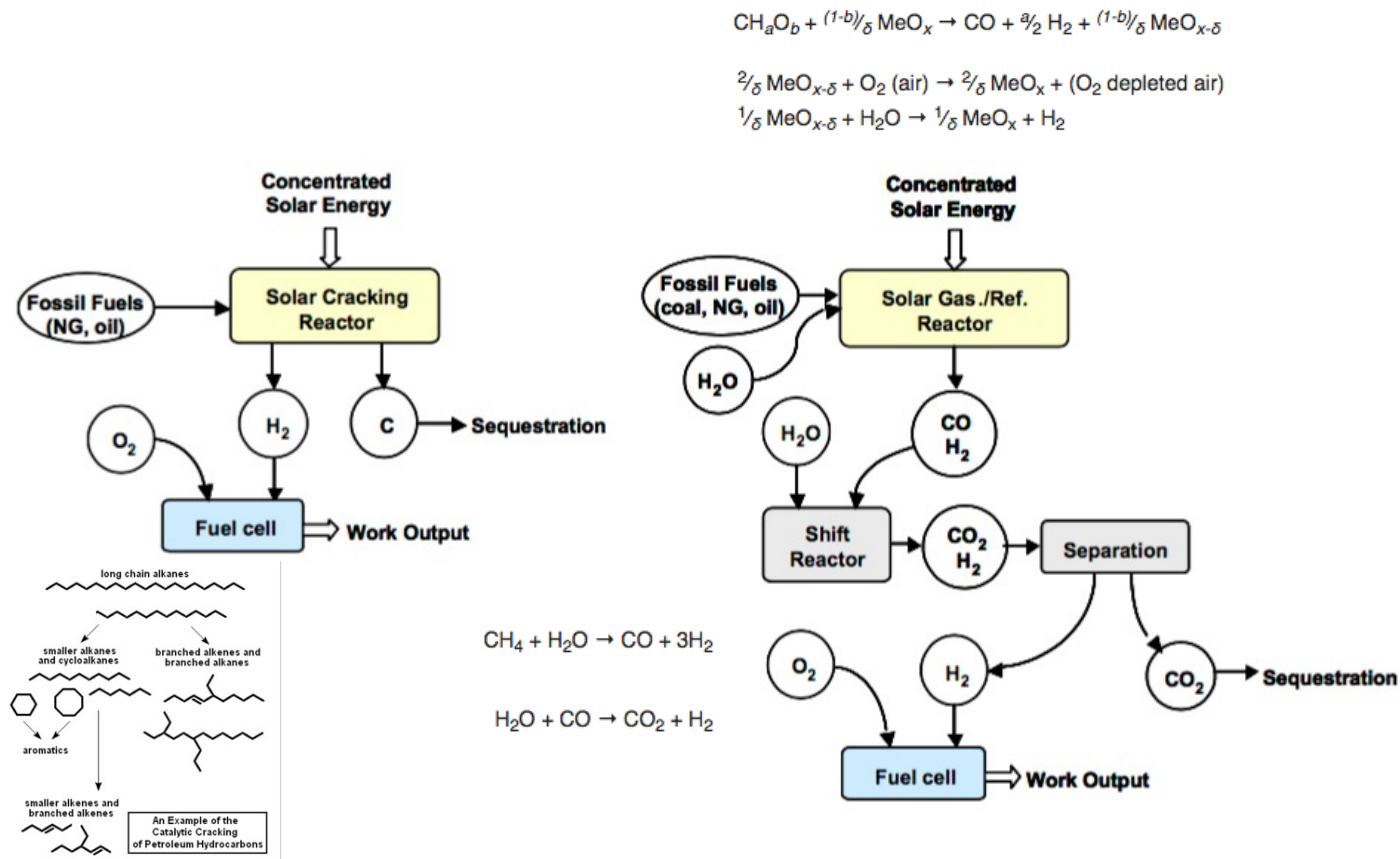 CHₐO_b + ⁽¹⁻ᵇ⁾/δ MeOₓ → CO + ᵃ/₂ H₂ + ⁽¹⁻ᵇ⁾/δ MeOₓ₋δ
²/δ MeOₓ₋δ + O₂ (air) → ²/δ MeOₓ + (O₂ depleted air)
¹/δ MeOₓ₋δ + H₂O → ¹/δ MeOₓ + H₂
Concentrated
Solar Energy
Fossil Fuels
(NG, oil)
Solar Cracking
Reactor
O₂
H₂
C
Sequestration
Fuel cell
Work Output
long chain alkanes
smaller alkanes
and cycloalkanes
branched alkenes and
branched alkanes
aromatics
smaller alkenes and
branched alkenes
An Example of the
Catalytic Cracking
of Petroleum Hydrocarbons
CH₄ + H₂O → CO + 3H₂
H₂O + CO → CO₂ + H₂
Concentrated
Solar Energy
Fossil Fuels
(coal, NG, oil)
Solar Gas./Ref.
Reactor
H₂O
H₂O
CO
H₂
Shift
Reactor
CO₂
H₂
Separation
O₂
H₂
CO₂
Sequestration
Fuel cell
Work Output